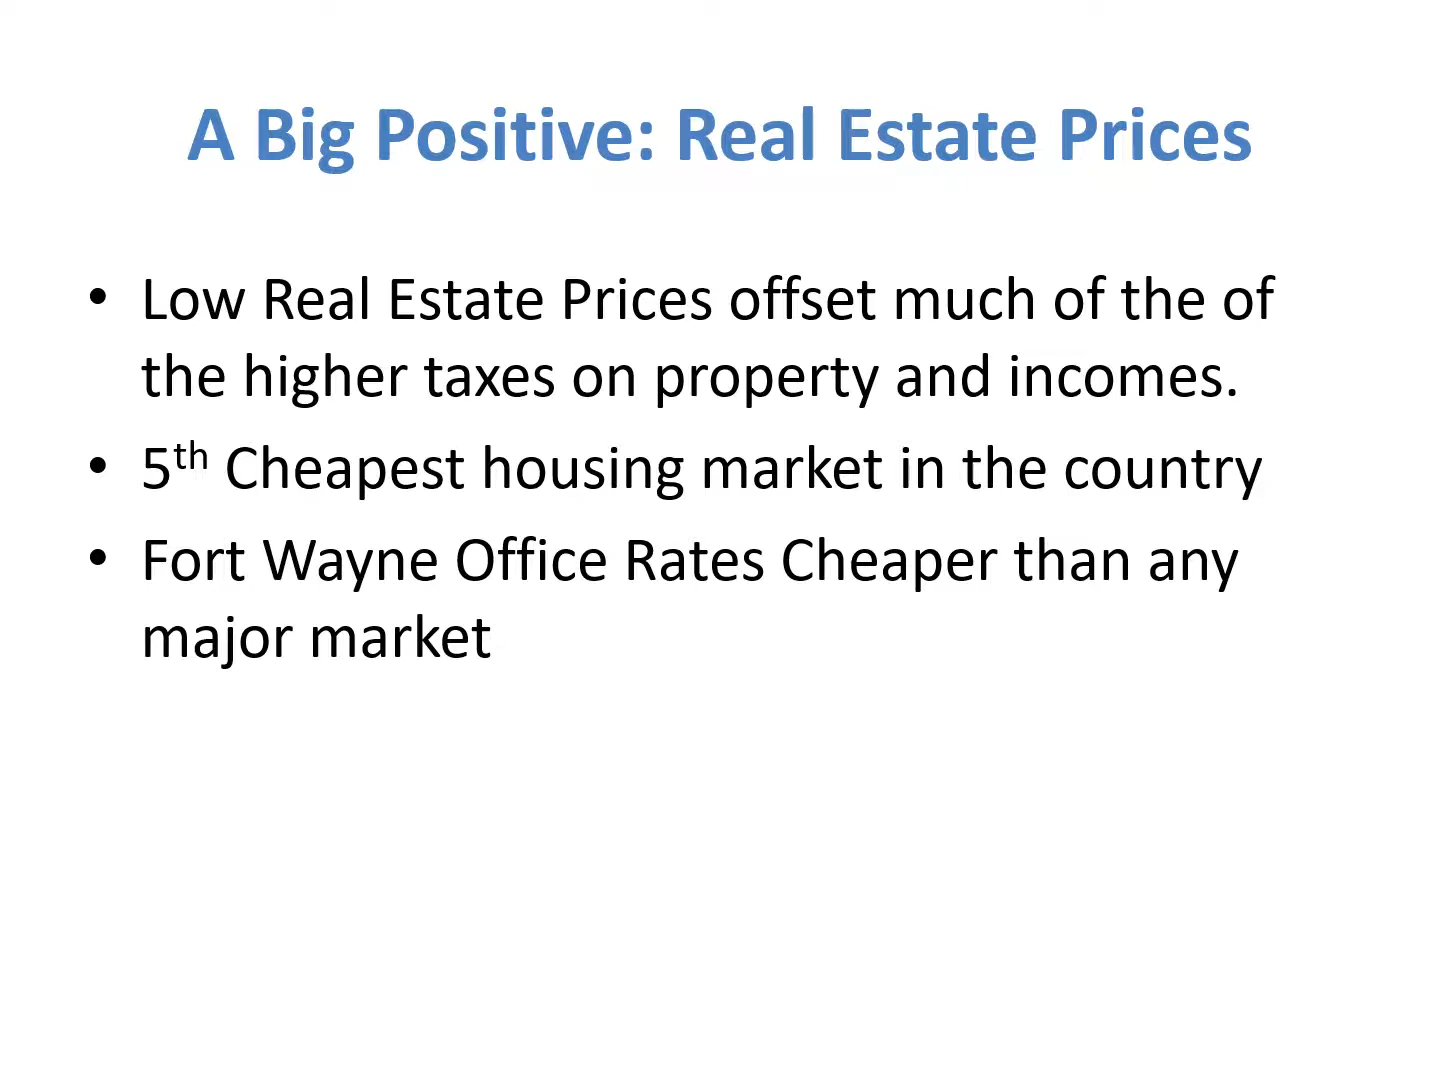 A Big Positive: Real Estate Prices
• Low Real Estate Prices offset much of the of
the higher taxes on property and incomes.
• 5th Cheapest housing market in the country
• Fort Wayne Office Rates Cheaper than any
major market